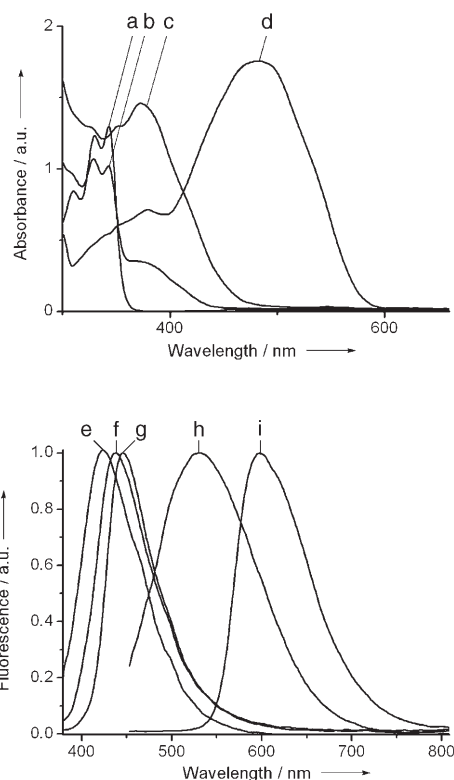 a b c d
2
1
0
400 600
Absorbance / a.u.
Wavelength / nm
e f g h i
1.0
0.8
0.6
0.4
0.2
0.0
400 500 600 700 800
Fluorescence / a.u.
Wavelength / nm